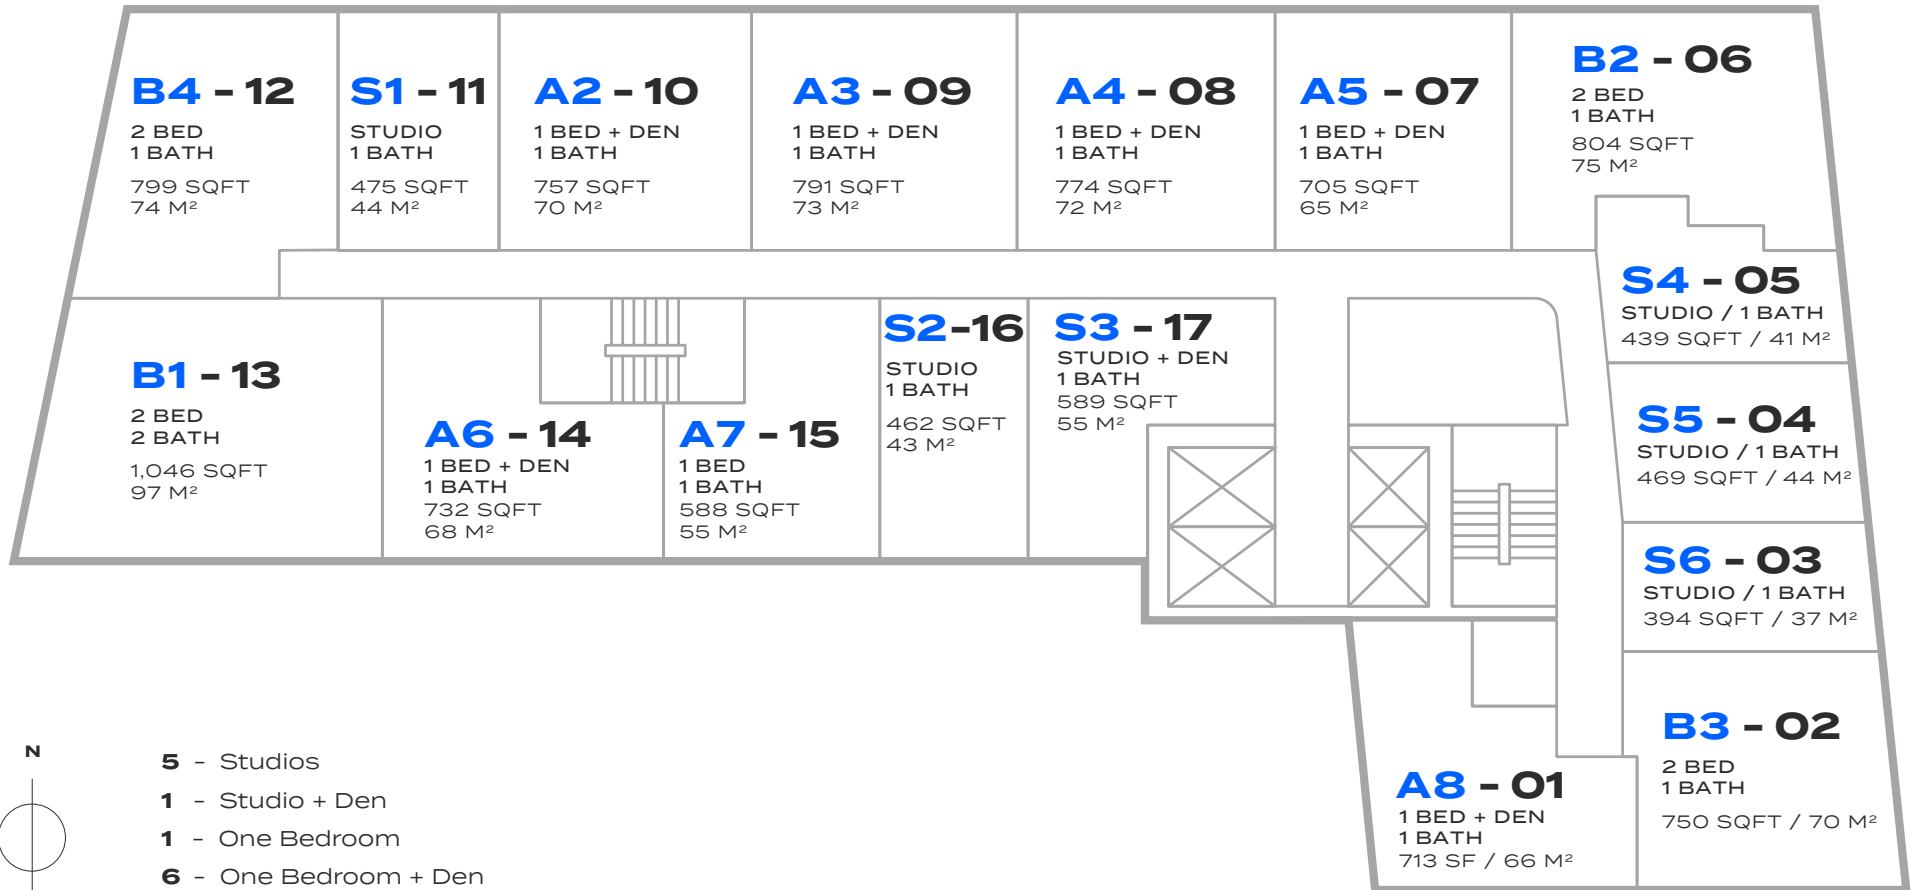 B4 - 12
2 BED
1 BATH
799 SQFT
74 M²
S1 - 11
STUDIO
1 BATH
475 SQFT
44 M²
A2 - 10
1 BED + DEN
1 BATH
757 SQFT
70 M²
A3 - 09
1 BED + DEN
1 BATH
791 SQFT
73 M²
A4 - 08
1 BED + DEN
1 BATH
774 SQFT
72 M²
A5 - 07
1 BED + DEN
1 BATH
705 SQFT
65 M²
B2 - 06
2 BED
1 BATH
804 SQFT
75 M²
S4 - 05
STUDIO / 1 BATH
439 SQFT / 41 M²
B1 - 13
2 BED
2 BATH
1,046 SQFT
97 M²
A6 - 14
1 BED + DEN
1 BATH
732 SQFT
68 M²
A7 - 15
1 BED
1 BATH
588 SQFT
55 M²
S2-16
STUDIO
1 BATH
462 SQFT
43 M²
S3 - 17
STUDIO + DEN
1 BATH
589 SQFT
55 M²
S5 - 04
STUDIO / 1 BATH
469 SQFT / 44 M²
S6 - 03
STUDIO / 1 BATH
394 SQFT / 37 M²
B3 - 02
2 BED
1 BATH
750 SQFT / 70 M²
A8 - 01
1 BED + DEN
1 BATH
713 SF / 66 M²
N
5 - Studios
1 - Studio + Den
1 - One Bedroom
6 - One Bedroom + Den